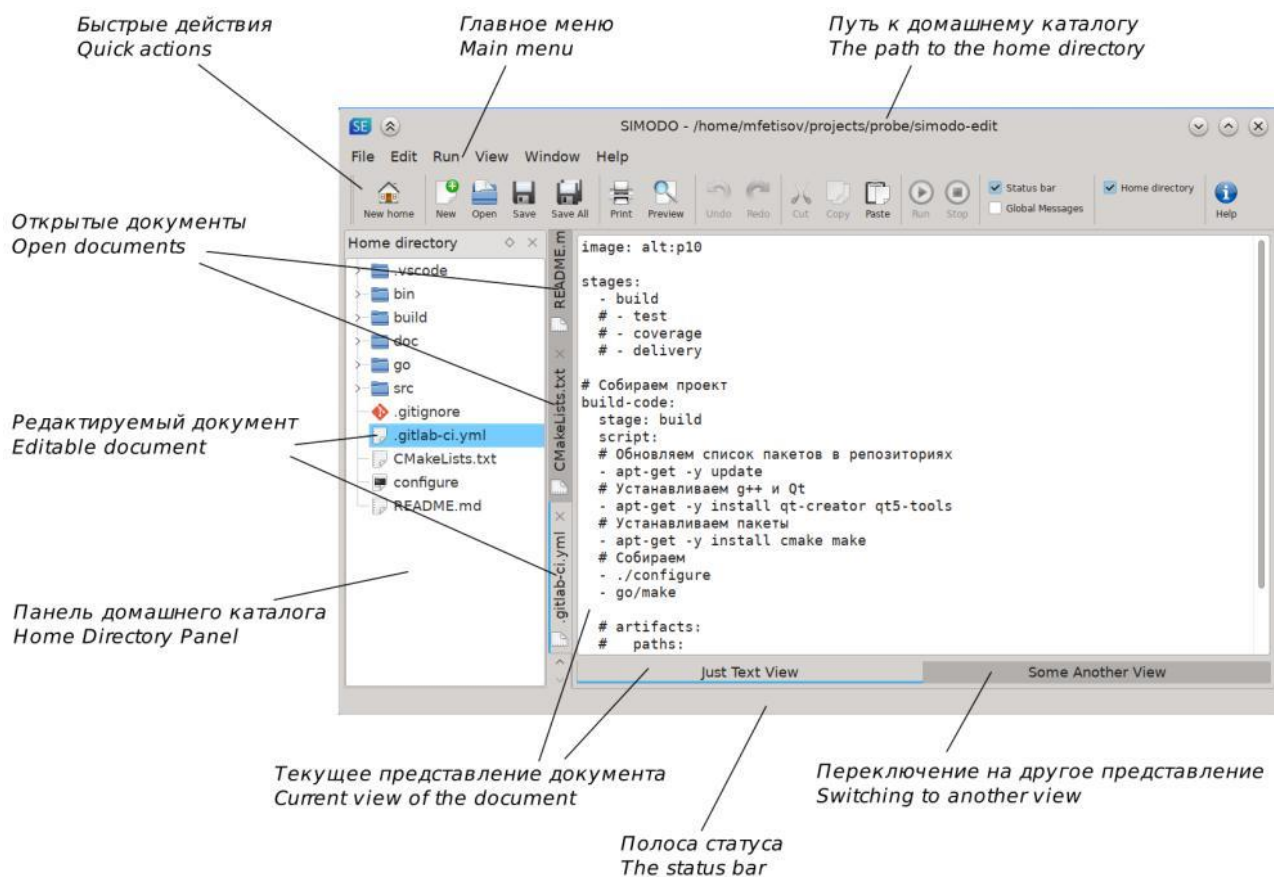 Быстрые действия
Quick actions
Главное меню
Main menu
Путь к домашнему каталогу
The path to the home directory
SE
SIMODO - /home/mfetisov/projects/probe/simodo-edit
File Edit Run View Window Help
New home New Open Save Save All Print Preview Undo Redo Cut Copy Paste Run Stop
Status bar
Global Messages
Home directory
Help
Открытые документы
Open documents
Home directory
.vscode
bin
build
doc
go
src
.gitignore
.gitlab-ci.yml
CMakeLists.txt
configure
README.md
README.m
CMakeLists.txt
.gitlab-ci.yml
image: alt:p10
stages:
- build
# - test
# - coverage
# - delivery
# Собираем проект
build-code:
stage: build
script:
# Обновляем список пакетов в репозиториях
- apt-get -y update
# Устанавливаем g++ и Qt
- apt-get -y install qt-creator qt5-tools
# Устанавливаем пакеты
- apt-get -y install cmake make
# Собираем
- ./configure
- go/make
# artifacts:
# paths:
Just Text View
Some Another View
Редактируемый документ
Editable document
Панель домашнего каталога
Home Directory Panel
Текущее представление документа
Current view of the document
Переключение на другое представление
Switching to another view
Полоса статуса
The status bar